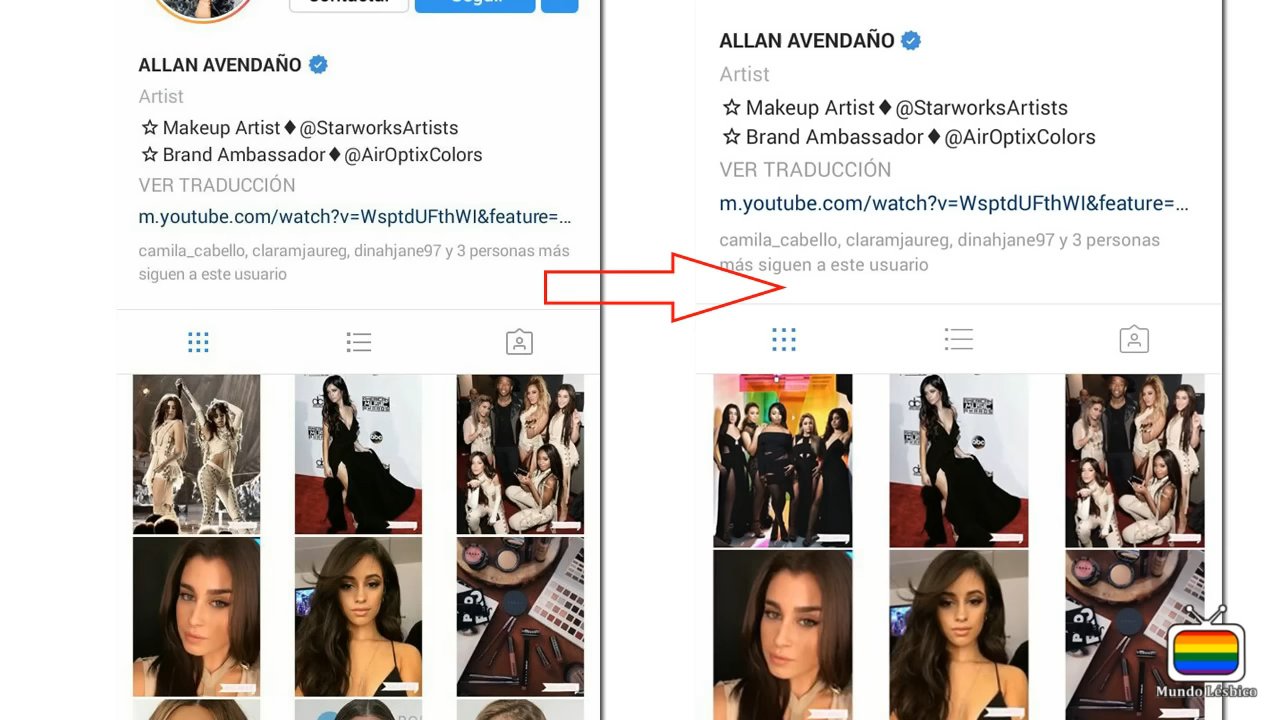 Contactar
Seguir
ALLAN AVENDAÑO
Artist
☆ Makeup Artist♦@StarworksArtists
☆ Brand Ambassador♦@AirOptixColors
VER TRADUCCIÓN
m.youtube.com/watch?v=WsptdUFthWI&feature=...
camila_cabello, claramjaureg, dinahjane97 y 3 personas más
siguen a este usuario
ALLAN AVENDAÑO
Artist
☆ Makeup Artist♦@StarworksArtists
☆ Brand Ambassador♦@AirOptixColors
VER TRADUCCIÓN
m.youtube.com/watch?v=WsptdUFthWI&feature=...
camila_cabello, claramjaureg, dinahjane97 y 3 personas
más siguen a este usuario
Mundo Lésbico